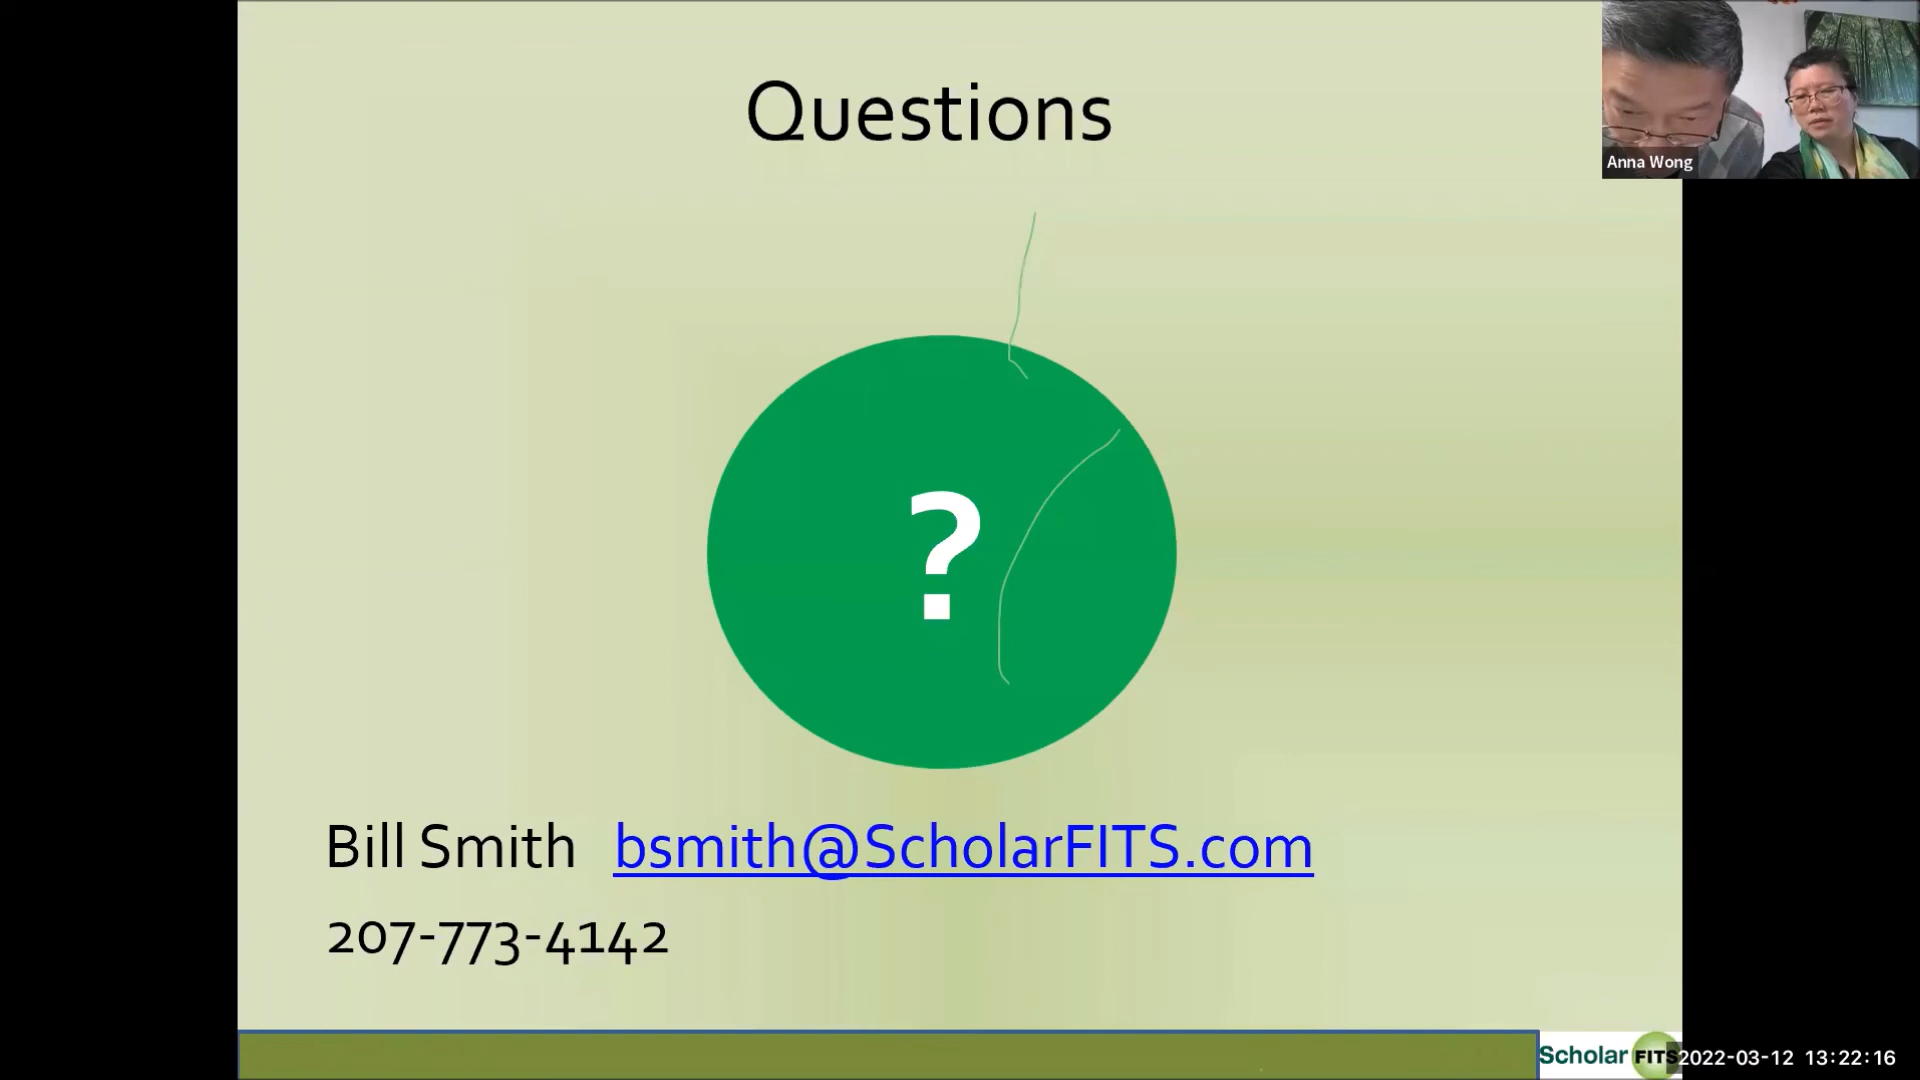 Questions
Anna Wong
?
Bill Smith bsmith@ScholarFITS.com
207-773-4142
Scholar FITS
2022-03-12 13:22:16